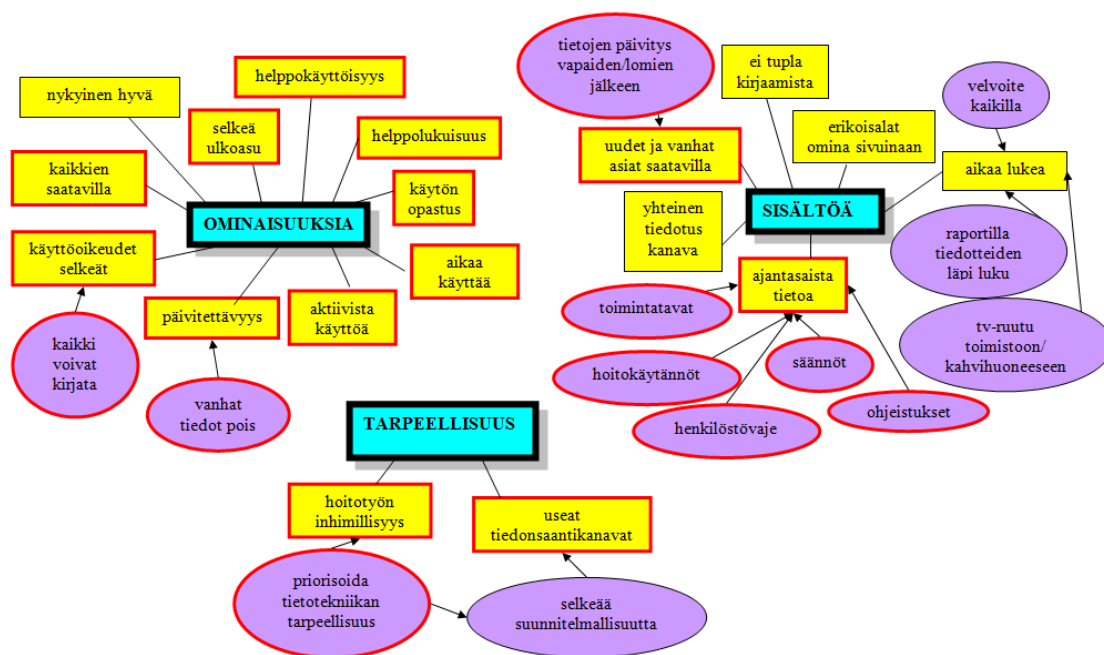 nykyinen hyvä
helppokäyttöisyys
selkeä
ulkoasu
helppolukuisuus
kaikkien
saatavilla
käytön
opastus
OMINAISUUKSIA
käyttöoikeudet
selkeät
aikaa
käyttää
päivitettävyys
aktiivista
käyttöä
kaikki
voivat
kirjata
vanhat
tiedot pois
tietojen päivitys
vapaiden/lomien
jälkeen
ei tupla
kirjaamista
velvoite
kaikilla
erikoisalat
omina sivuinaan
uudet ja vanhat
asiat saatavilla
aikaa lukea
yhteinen
tiedotus
kanava
SISÄLTÖÄ
raportilla
tiedotteiden
läpi luku
ajantasaista
tietoa
toimintatavat
tv-ruutu
toimistoon/
kahvihuoneeseen
hoitokäytännöt
säännöt
henkilöstövaje
ohjeistukset
TARPEELLISUUS
hoitotyön
inhimillisyys
useat
tiedonsaantikanavat
priorisoida
tietotekniikan
tarpeellisuus
selkeää
suunnitelmallisuutta